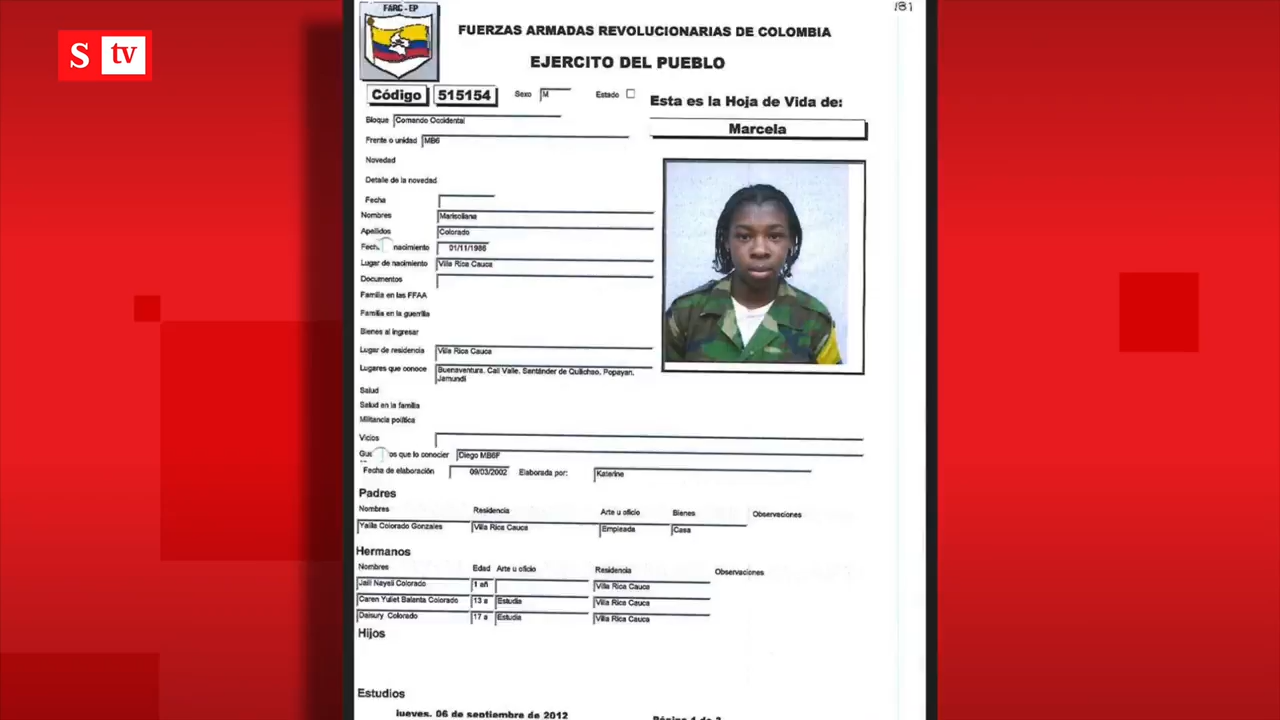 S tv
FARC - EP
181
FUERZAS ARMADAS REVOLUCIONARIAS DE COLOMBIA
EJERCITO DEL PUEBLO
Código 515154 Sexo M Estado
Esta es la Hoja de Vida de:
Marcela
Bloque Comando Occidental
Frente o unidad MB6
Novedad
Detalle de la novedad
Fecha
Nombres Marisoliana
Apellidos Colorado
nacimiento 01/11/1986
Lugar de nacimiento Villa Rica Cauca
Documentos
Familia en las FFAA
Familia en la guerrilla
Bienes al ingresar
Lugar de residencia Villa Rica Cauca
Lugares que conoce Buenaventura. Cali Valle. Santánder de Quilichao. Popayan.
Jamundi
Salud
Salud en la familia
Militancia política
Vicios
os que lo conocier Diego MB6F
Fecha de elaboración 09/03/2002 Elaborada por: Katerine
Padres
Nombres Residencia Arte u oficio Bienes Observaciones
Colorado Gonzales Villa Rica Cauca Empleada Casa
Hermanos
Nombres Edad Arte u oficio Residencia Observaciones
Colorado 1 añ Villa Rica Cauca
Caren Yuliet Balanta Colorado 13 a Estudia Villa Rica Cauca
Daisury Colorado 17 a Estudia Villa Rica Cauca
Hijos
Estudios
jueves, 06 de septiembre de 2012 Página 1 de 3